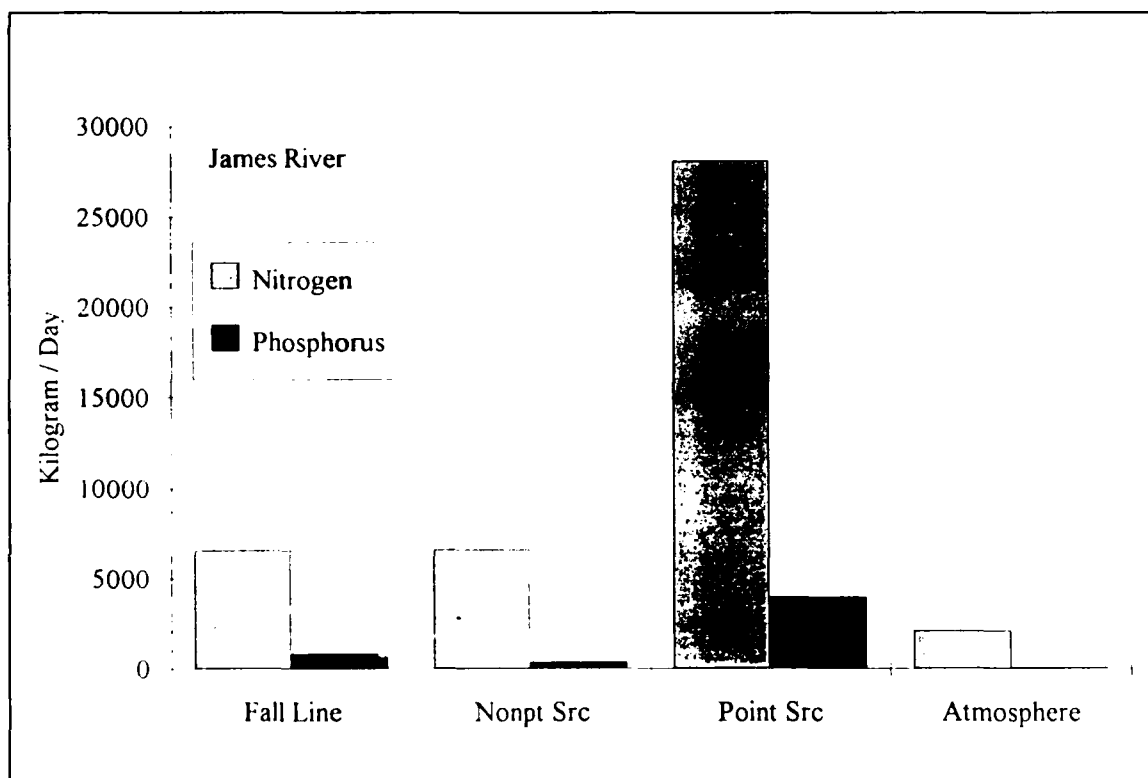 James River
Nitrogen
Phosphorus
Kilogram / Day
30000
25000
20000
15000
10000
5000
0
Fall Line
Nonpt Src
Point Src
Atmosphere